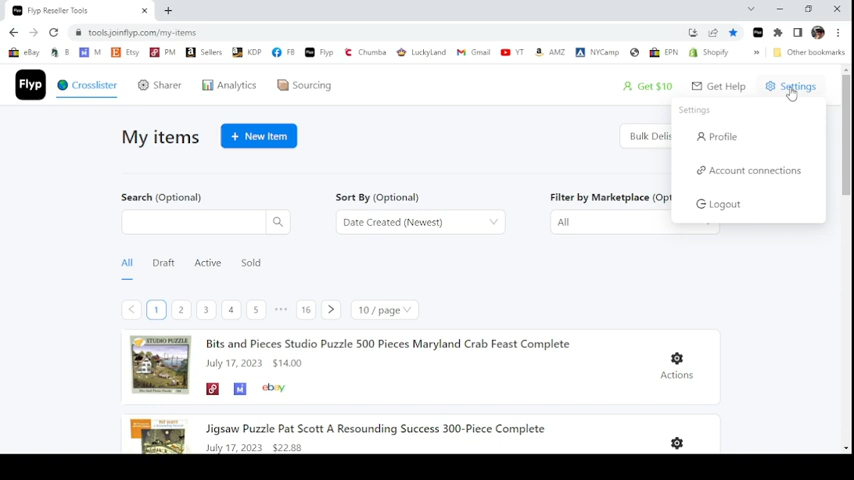 Flyp Flyp Reseller Tools
tools.joinflyp.com/my-items
eBay B M Etsy PM Sellers KDP FB Flyp Chumba LuckyLand Gmail YT AMZ NYCamp EPN Shopify » Other bookmarks
Flyp Crosslister Sharer Analytics Sourcing Get $10 Get Help Settings
Settings
My items + New Item Bulk Delis
Profile
Account connections
Search (Optional) Sort By (Optional) Filter by Marketplace (Opt
Logout
Date Created (Newest) All
All Draft Active Sold
1 2 3 4 5 ••• 16 10 / page
STUDIO PUZZLE
Bits and Pieces Studio Puzzle 500 Pieces Maryland Crab Feast Complete
July 17, 2023 $14.00
Actions
ebay
Jigsaw Puzzle Pat Scott A Resounding Success 300-Piece Complete
July 17, 2023 $22.88